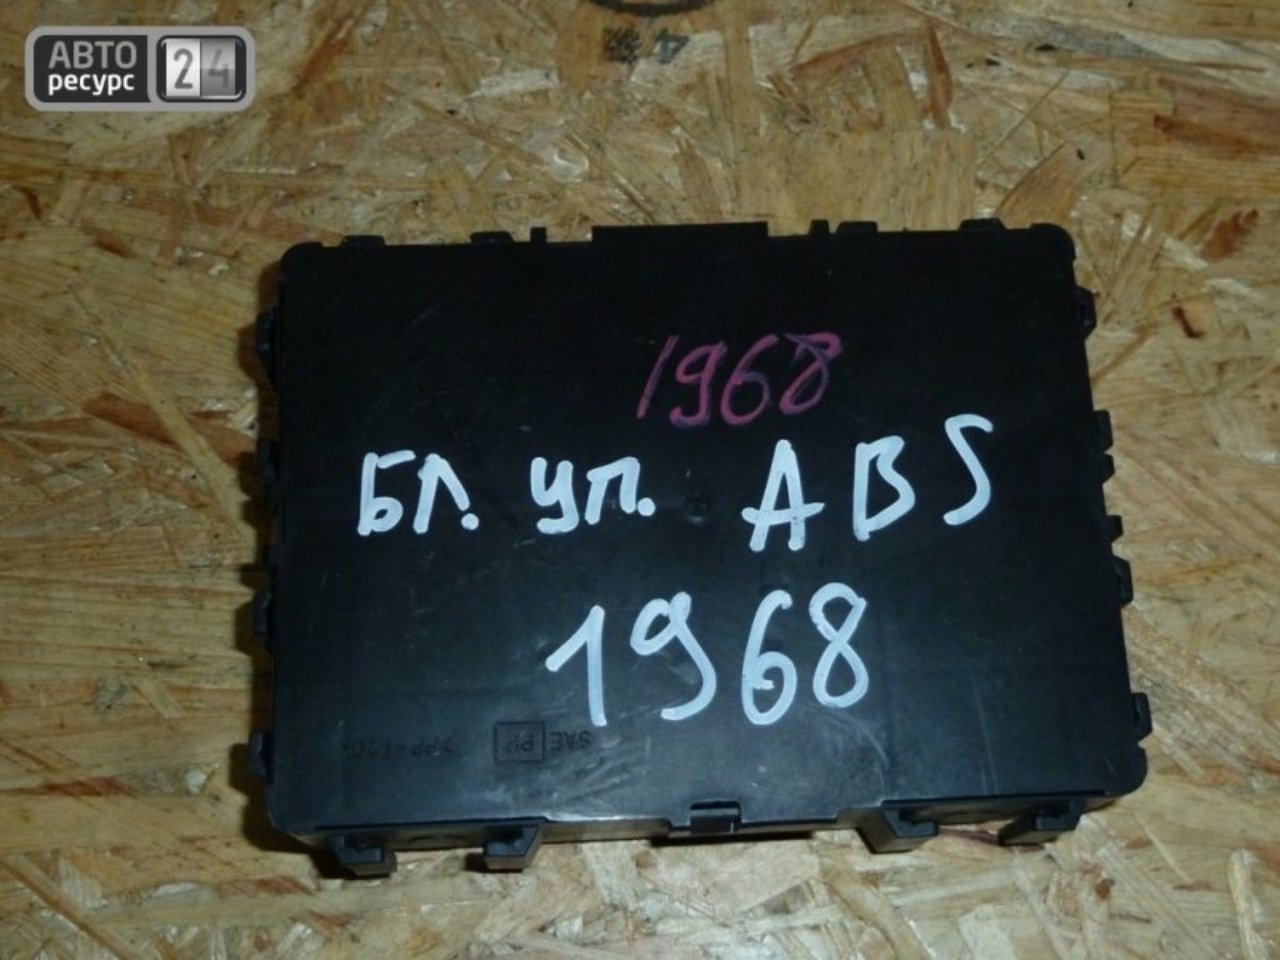 АВТО
ресурс 24
1968
Бл. уп. ABS
1968
SAE PP